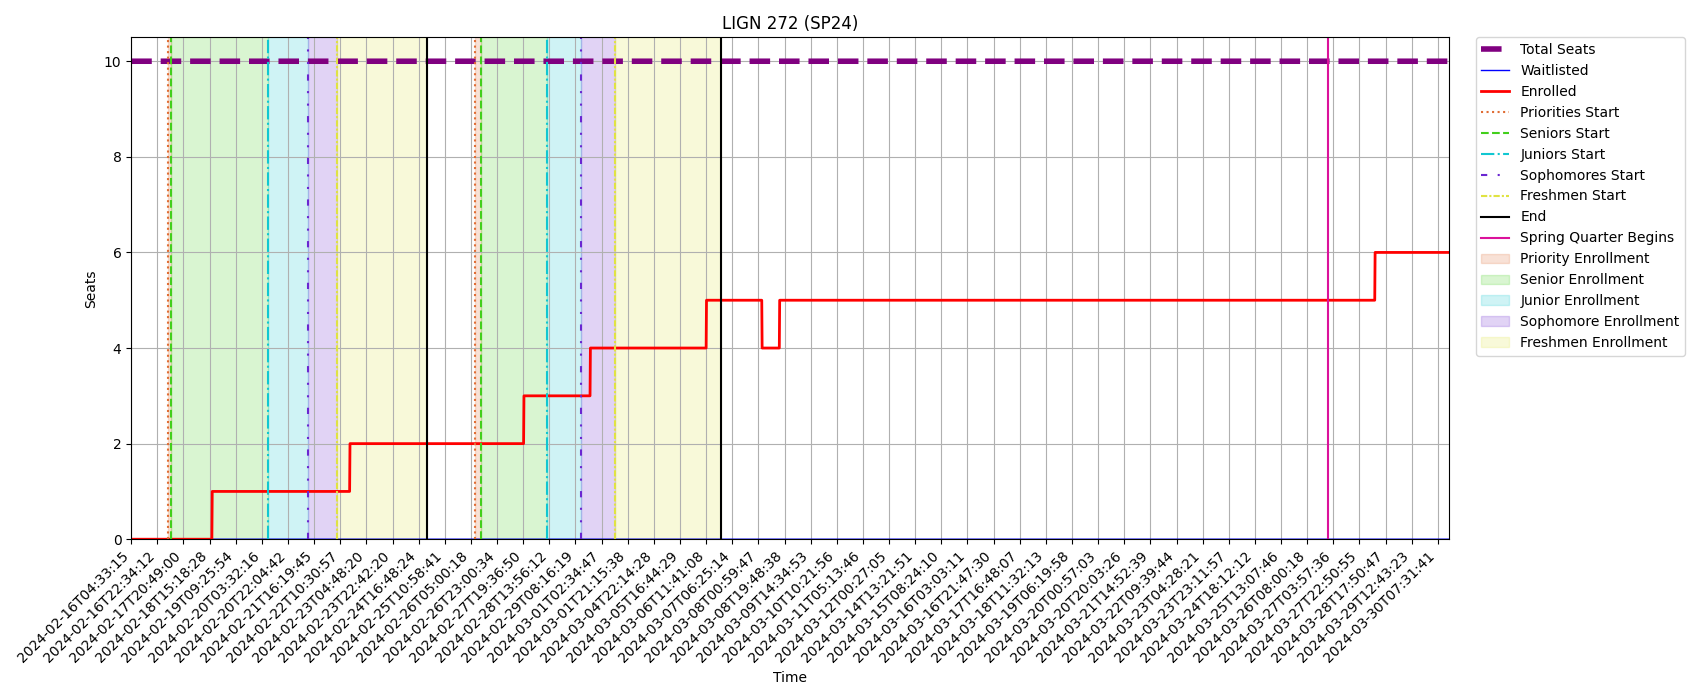 LIGN 272 (SP24)
Seats
10
8
6
4
2
0
2024-02-16T04:33:15
2024-02-16T22:34:12
2024-02-17T20:49:00
2024-02-18T15:18:28
2024-02-19T09:25:54
2024-02-20T03:32:16
2024-02-20T22:04:42
2024-02-21T16:19:45
2024-02-22T10:30:57
2024-02-23T04:48:20
2024-02-23T22:42:20
2024-02-24T16:48:24
2024-02-25T10:58:41
2024-02-26T05:00:18
2024-02-26T23:00:34
2024-02-27T19:36:50
2024-02-28T13:56:12
2024-02-29T08:16:19
2024-03-01T02:34:47
2024-03-01T21:15:38
2024-03-04T22:14:28
2024-03-05T16:44:29
2024-03-06T11:41:08
2024-03-07T06:25:14
2024-03-08T00:59:47
2024-03-08T19:48:38
2024-03-09T14:34:53
2024-03-10T10:21:56
2024-03-11T05:13:46
2024-03-12T00:27:05
2024-03-14T13:21:51
2024-03-15T08:24:10
2024-03-16T03:03:11
2024-03-16T21:47:30
2024-03-17T16:48:07
2024-03-18T11:32:13
2024-03-19T06:19:58
2024-03-20T00:57:03
2024-03-20T20:03:26
2024-03-21T14:52:39
2024-03-22T09:39:44
2024-03-23T04:28:21
2024-03-23T23:11:57
2024-03-24T18:12:12
2024-03-25T13:07:46
2024-03-26T08:00:18
2024-03-27T03:57:36
2024-03-27T22:50:55
2024-03-28T17:50:47
2024-03-29T12:43:23
2024-03-30T07:31:41
Time
Total Seats
Waitlisted
Enrolled
Priorities Start
Seniors Start
Juniors Start
Sophomores Start
Freshmen Start
End
Spring Quarter Begins
Priority Enrollment
Senior Enrollment
Junior Enrollment
Sophomore Enrollment
Freshmen Enrollment